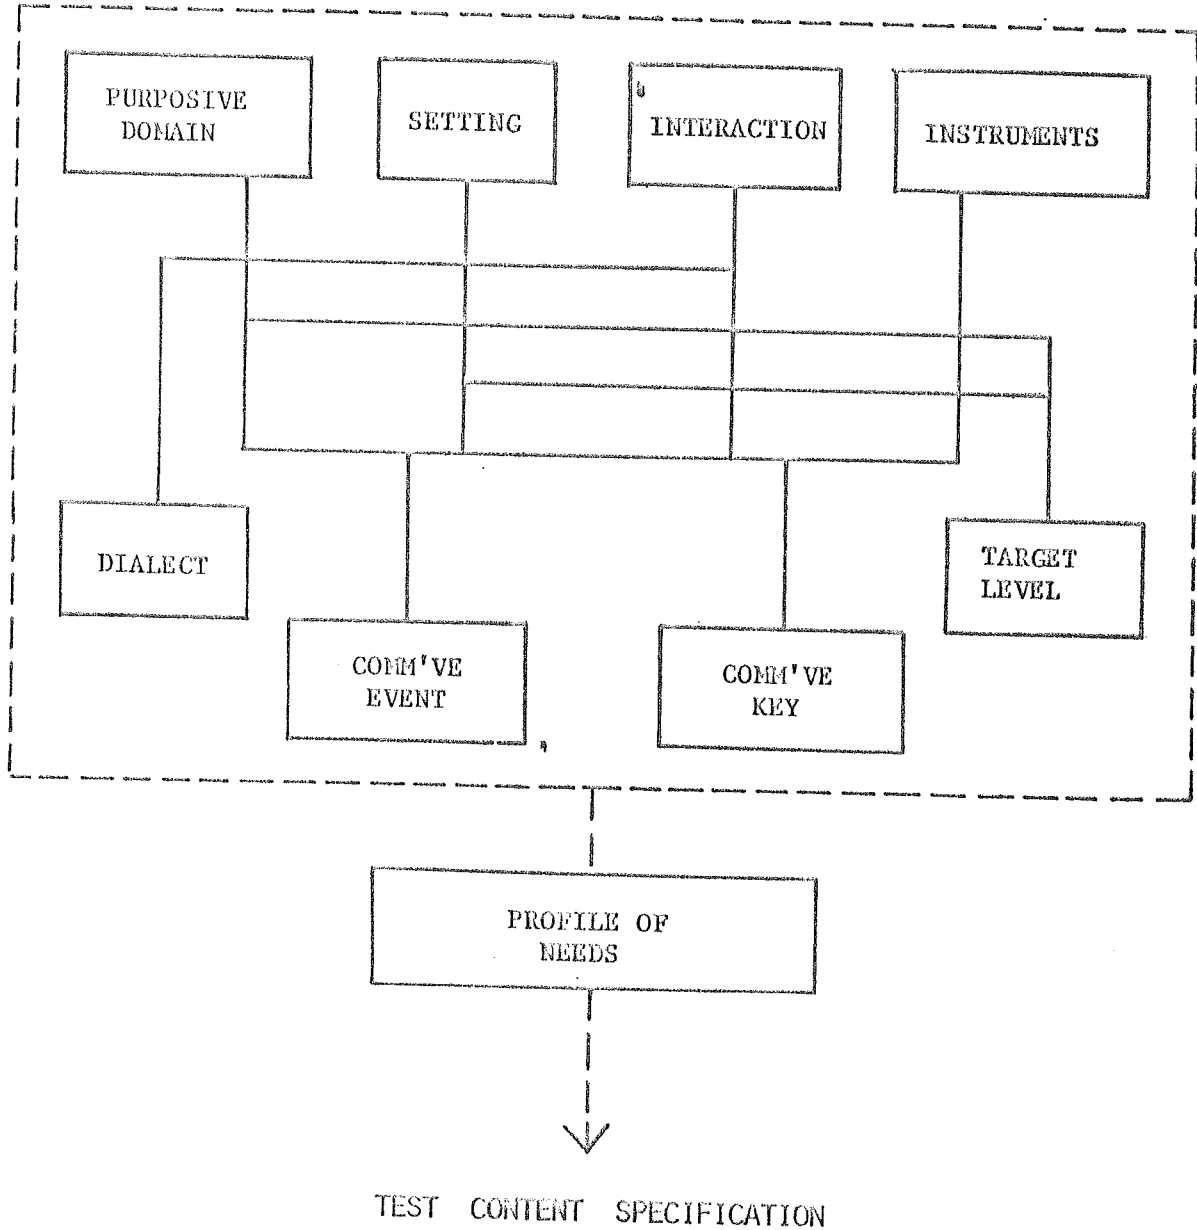 PURPOSIVE
DOMAIN
SETTING
INTERACTION
INSTRUMENTS
DIALECT
TARGET
LEVEL
COMM'VE
EVENT
COMM'VE
KEY
PROFILE OF
NEEDS
TEST CONTENT SPECIFICATION